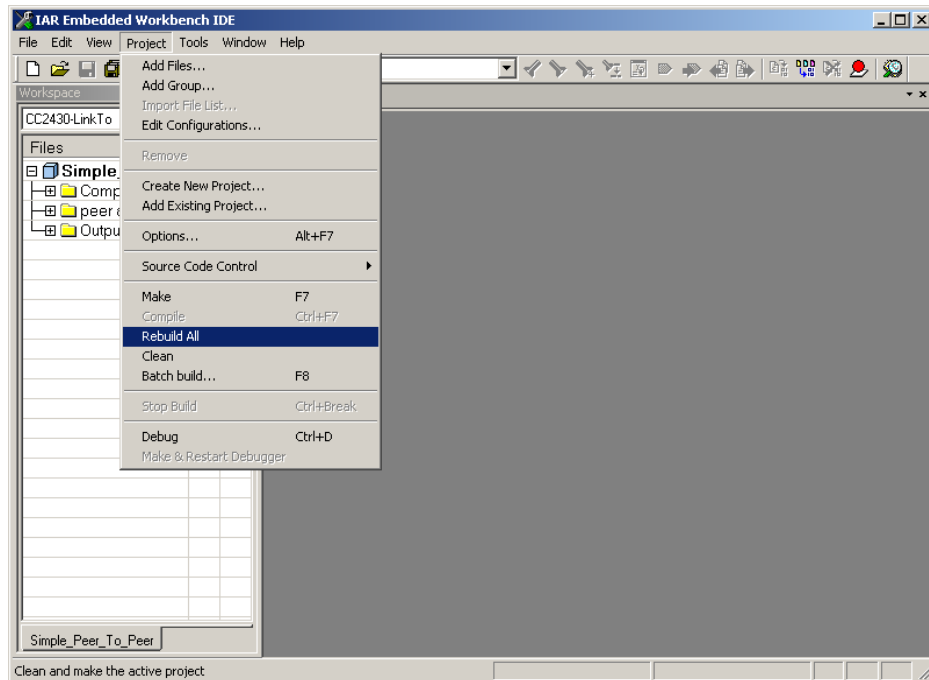 IAR Embedded Workbench IDE
File Edit View Project Tools Window Help
Workspace
CC2430-LinkTo
Files
Simple_
Comp
peer
Outpu
Add Files...
Add Group...
Import File List...
Edit Configurations...
Remove
Create New Project...
Add Existing Project...
Options... Alt+F7
Source Code Control
Make F7
Compile Ctrl+F7
Rebuild All
Clean
Batch build... F8
Stop Build Ctrl+Break
Debug Ctrl+D
Make & Restart Debugger
Simple_Peer_To_Peer
Clean and make the active project